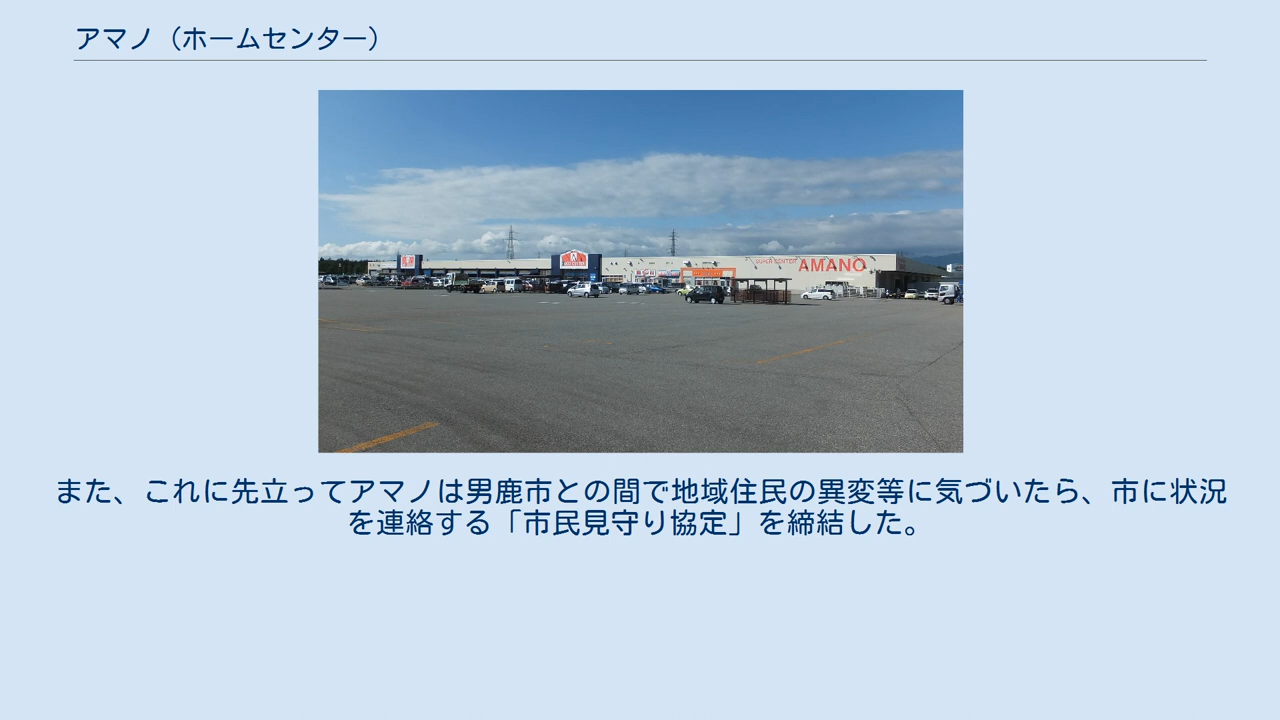 アマノ（ホームセンター）
SUPER CENTER AMANO
また、これに先立ってアマノは男鹿市との間で地域住民の異変等に気づいたら、市に状況
を連絡する「市民見守り協定」を締結した。